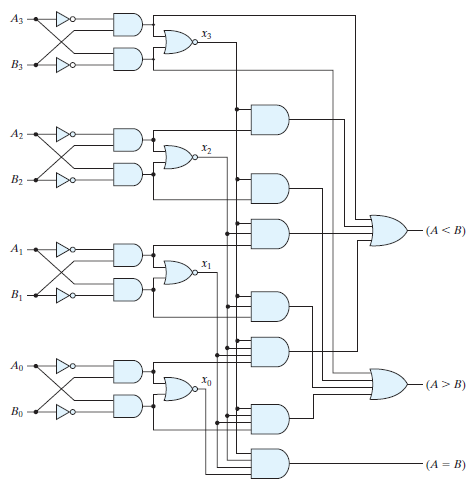 A3
x3
B3
A2
x2
B2
(A < B)
A1
x1
B1
A0
x0
(A > B)
B0
(A = B)